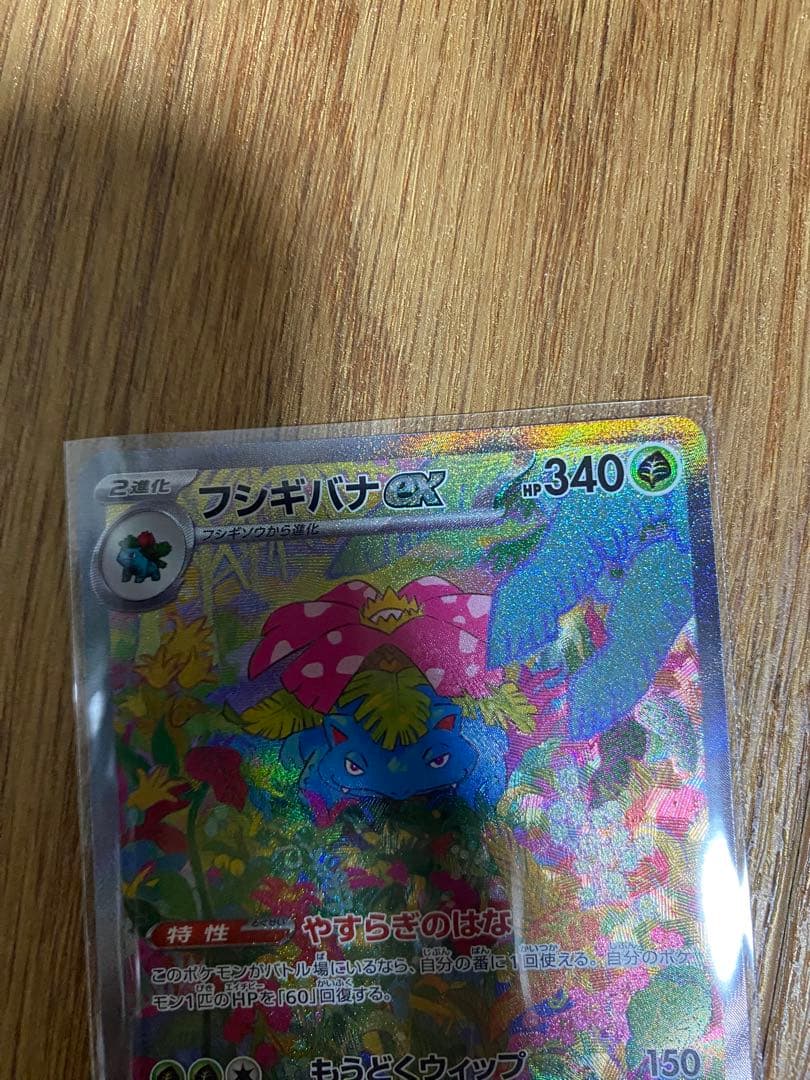 2進化 フシギバナex HP340
フシギソウから進化
特性 やすらぎのはな
このポケモンがバトル場にいるなら、自分の番に1回使える。自分のポケ
モン1匹のHPを「60」回復する。
もうどくウィップ 150